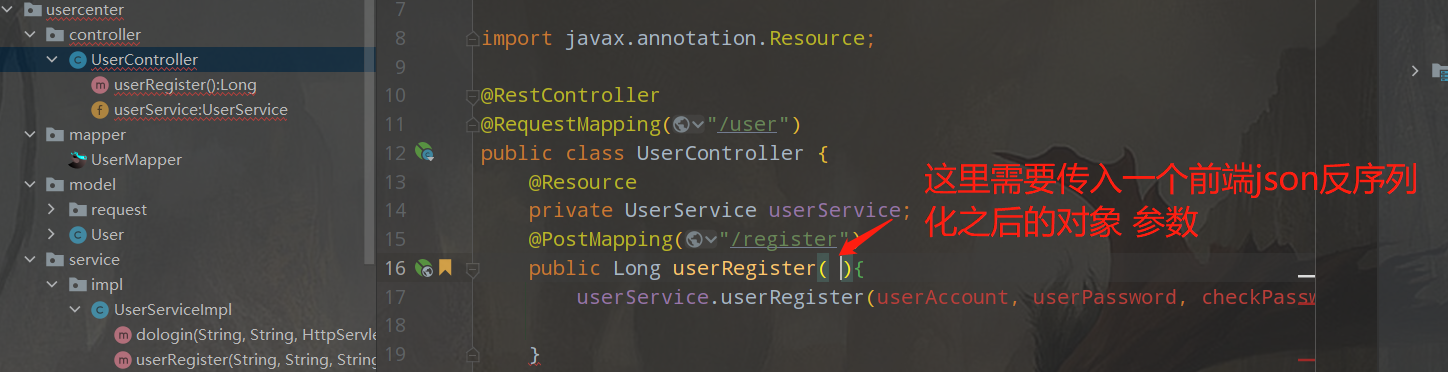 usercenter
controller
UserController
userRegister():Long
userService:UserService
mapper
UserMapper
model
request
User
service
impl
UserServiceImpl
dologin(String, String, HttpServle
userRegister(String, String, String
7
8 import javax.annotation.Resource;
9
10 @RestController
11 @RequestMapping("/user")
12 public class UserController {
13 @Resource
14 private UserService userService;
15 @PostMapping("/register")
16 public Long userRegister( ){
17 userService.userRegister(userAccount, userPassword, checkPassw
18
19 }
这里需要传入一个前端json反序列
化之后的对象 参数